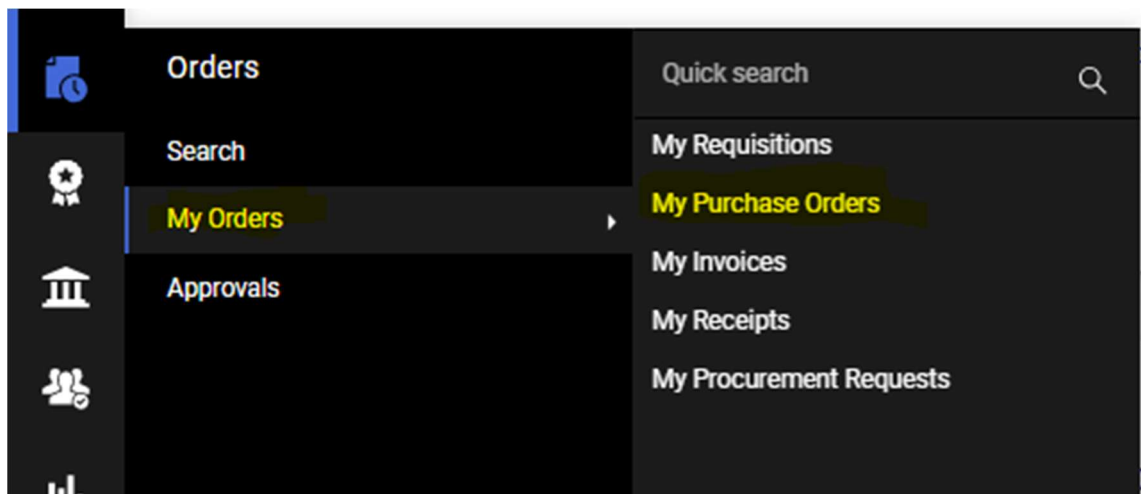 Orders
Search
My Orders
Approvals
Quick search
My Requisitions
My Purchase Orders
My Invoices
My Receipts
My Procurement Requests